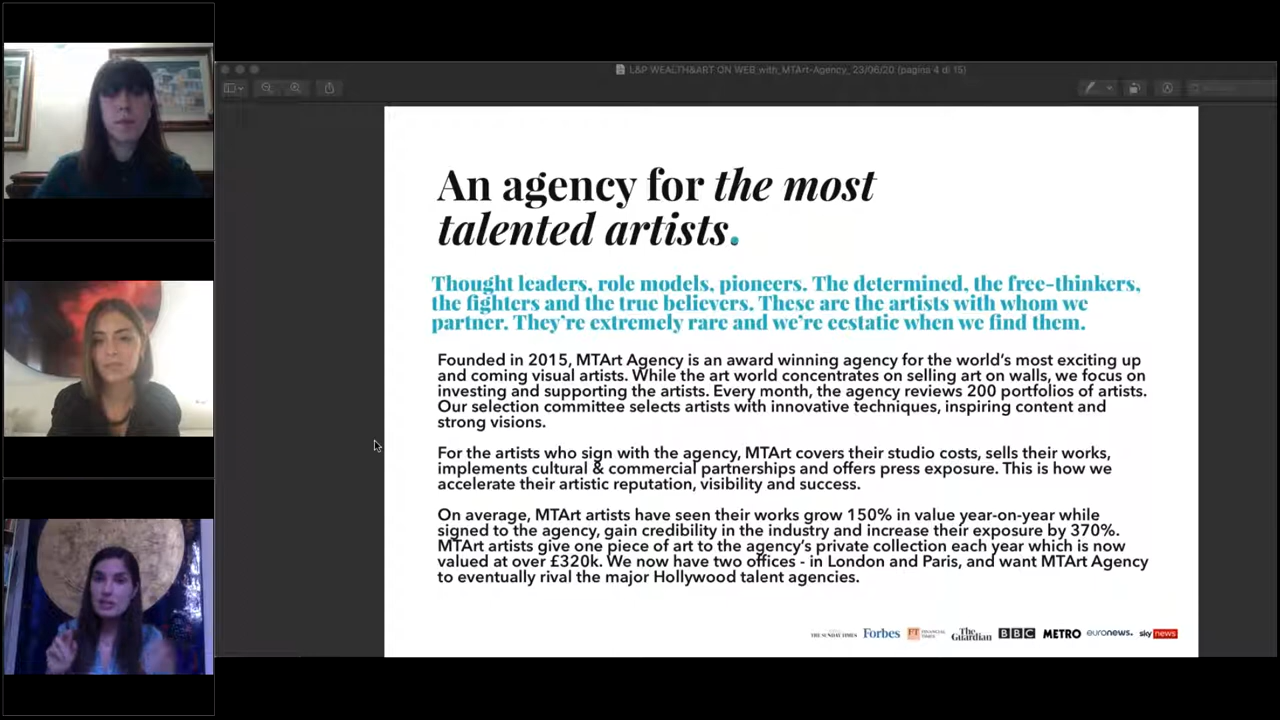 L&P WEALTH&ART ON WEB_with_MTArt-Agency_ 23/06/20 (pagina 4 di 15)
An agency for the most
talented artists.
Thought leaders, role models, pioneers. The determined, the free-thinkers,
the fighters and the true believers. These are the artists with whom we
partner. They're extremely rare and we're ecstatic when we find them.
Founded in 2015, MTArt Agency is an award winning agency for the world's most exciting up
and coming visual artists. While the art world concentrates on selling art on walls, we focus on
investing and supporting the artists. Every month, the agency reviews 200 portfolios of artists.
Our selection committee selects artists with innovative techniques, inspiring content and
strong visions.
For the artists who sign with the agency, MTArt covers their studio costs, sells their works,
implements cultural & commercial partnerships and offers press exposure. This is how we
accelerate their artistic reputation, visibility and success.
On average, MTArt artists have seen their works grow 150% in value year-on-year while
signed to the agency, gain credibility in the industry and increase their exposure by 370%.
MTArt artists give one piece of art to the agency's private collection each year which is now
valued at over £320k. We now have two offices - in London and Paris, and want MTArt Agency
to eventually rival the major Hollywood talent agencies.
THE SUNDAY TIMES Forbes FT FINANCIAL TIMES The Guardian BBC METRO euronews. sky news